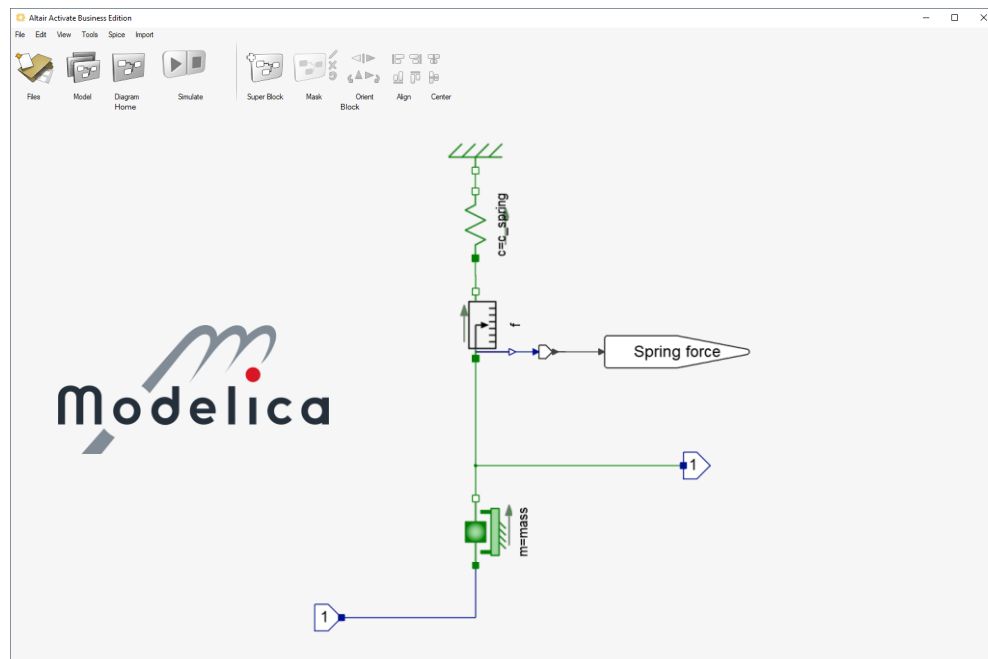 Altair Activate Business Edition
File Edit View Tools Spice Import
Files Model Diagram Simulate Super Block Mask Orient Align Center
Home Block
c=c_spring
f
Spring force
Modelica
1
m=mass
1